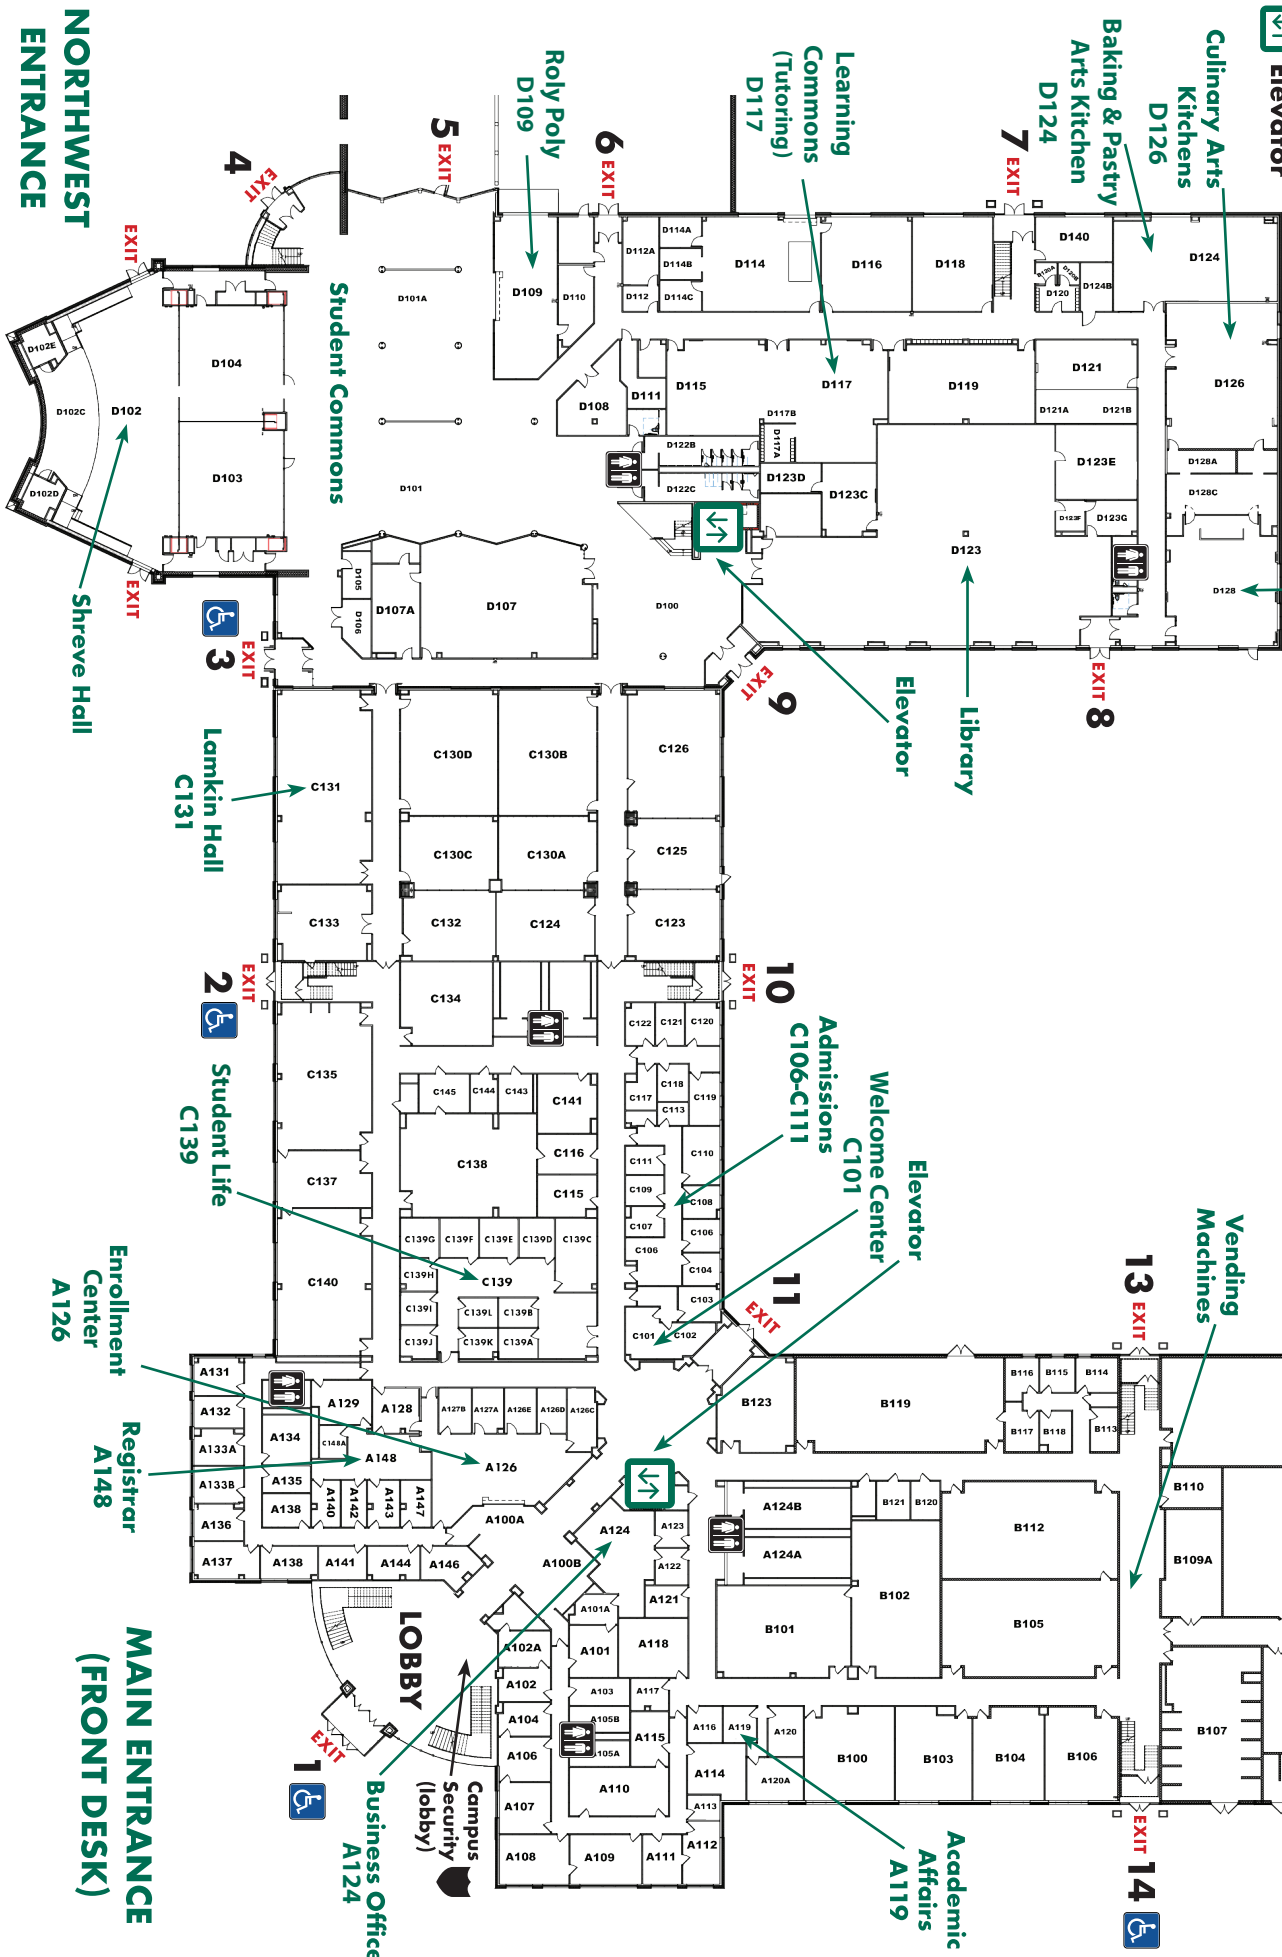 Elevator
Culinary Arts
Kitchens
D126
Baking & Pastry
Arts Kitchen
D124
Learning
Commons
(Tutoring)
D117
Roly Poly
D109
NORTHWEST
ENTRANCE
7
EXIT
6
EXIT
5
EXIT
4
EXIT
EXIT
D140
D124
D120A
D120B
D120
D124B
D118
D116
D114
D114A
D114B
D114C
D112A
D112
D110
D109
D101A
Student Commons
D104
D102E
D102C
D102
D103
D102D
D101
D108
D111
D115
D117
D117B
D117A
D119
D121
D121A
D121B
D126
D128A
D128C
D128
D123E
D123F
D123G
D123
D123D
D123C
D122B
D122C
D100
D107
D107A
D105
D106
EXIT
Shreve Hall
3
EXIT
9
EXIT
8
EXIT
Library
Elevator
Lamkin Hall
C131
C131
C130D
C130B
C126
C130C
C130A
C125
C133
C132
C124
C123
2
EXIT
10
EXIT
C134
C122
C121
C120
C135
C145
C144
C143
C141
C117
C118
C113
C119
C138
C116
C115
C111
C110
C109
C108
C107
C106
C106
C104
C103
C101
C102
C137
C140
C139G
C139F
C139E
C139D
C139C
C139H
C139
C139I
C139L
C139B
C139J
C139K
C139A
Student Life
C139
Admissions
C106-C111
Welcome Center
C101
Elevator
11
EXIT
Vending
Machines
13
EXIT
Enrollment
Center
A126
Registrar
A148
A131
A132
A133A
A133B
A136
A137
A129
A128
A134
C148A
A148
A135
A138
A140
A142
A143
A147
A138
A141
A144
A146
A127B
A127A
A126E
A126D
A126C
A126
A100A
A100B
A124
A123
A122
A121
A101A
A101
A118
A102A
A102
A103
A117
A104
A105B
A105A
A115
A106
A110
A107
A108
A109
A111
A112
A113
A114
A116
A119
A120
A120A
A124B
A124A
B123
B119
B116
B115
B114
B117
B118
B113
B121
B120
B112
B110
B109A
B102
B105
B101
B107
B100
B103
B104
B106
LOBBY
MAIN ENTRANCE
(FRONT DESK)
EXIT
1
Campus
Security
(lobby)
Business Office
A124
Academic
Affairs
A119
EXIT
14